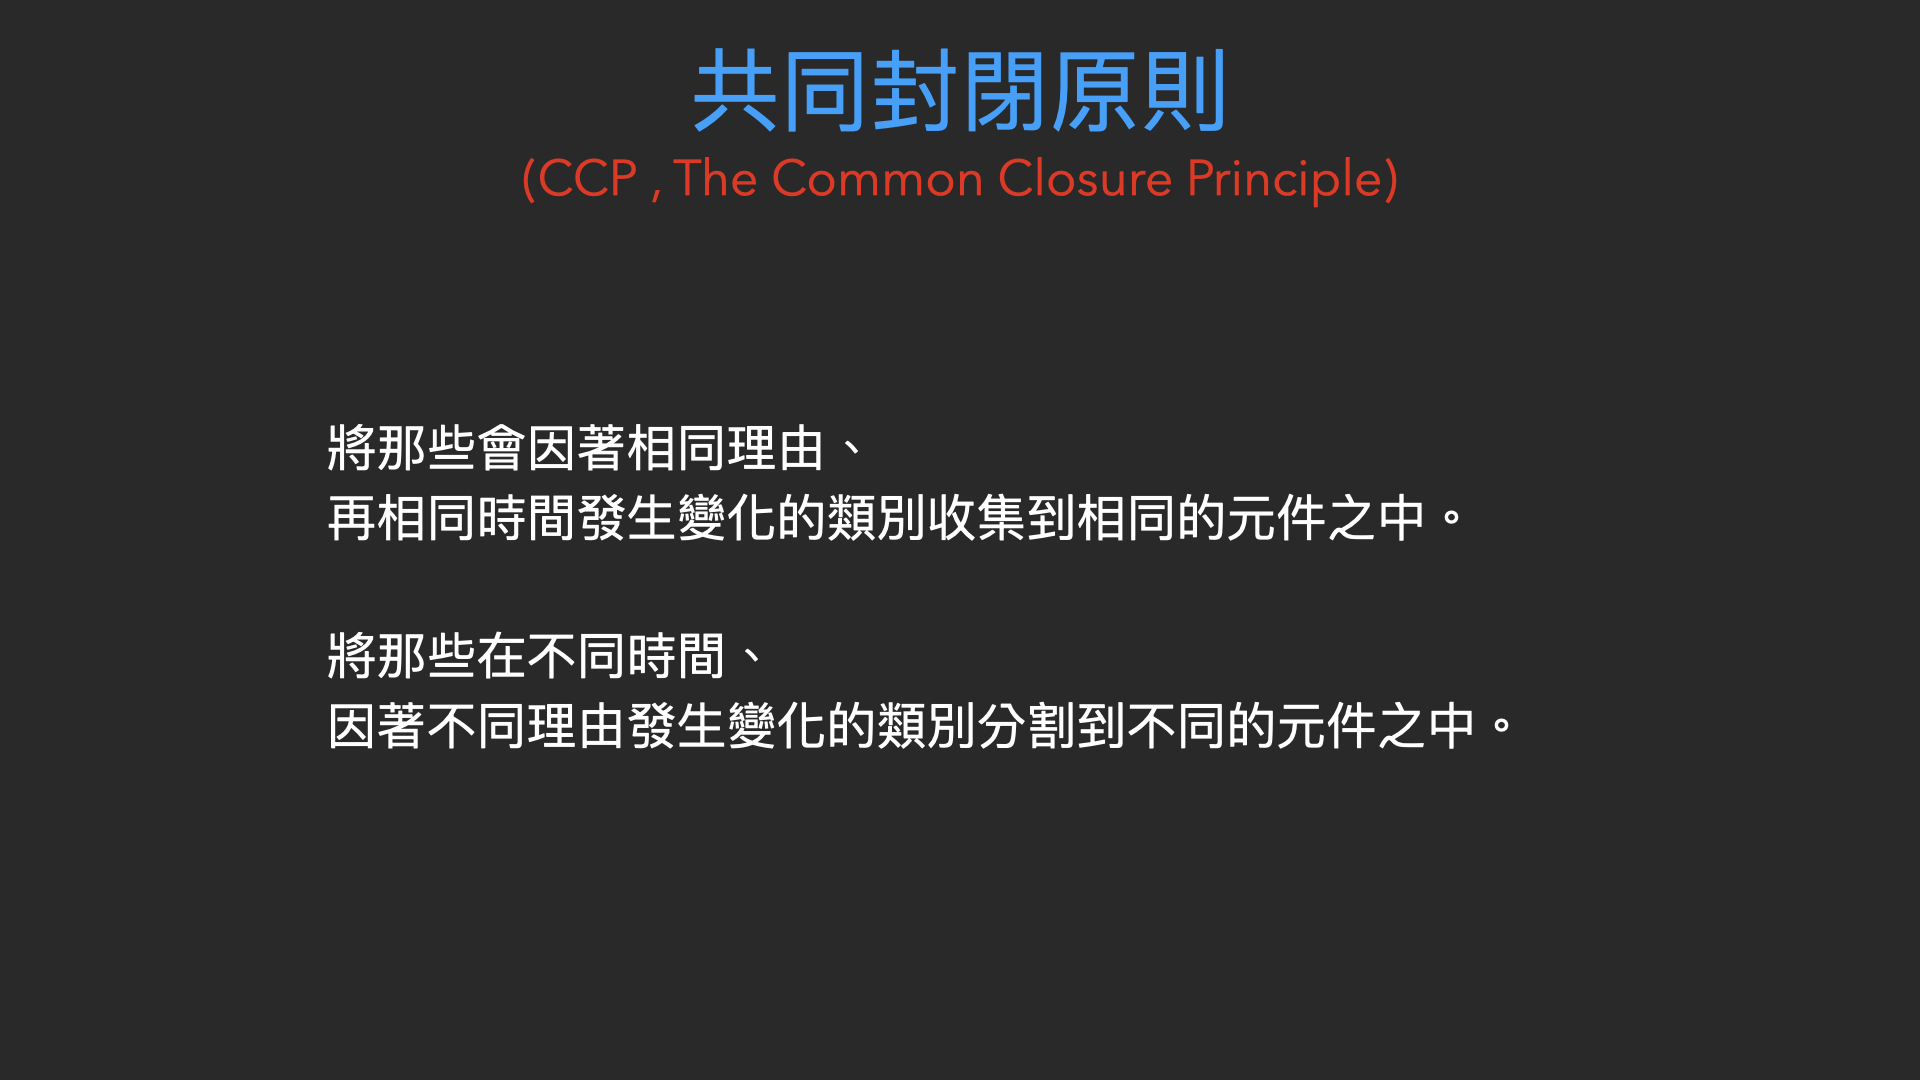 共同封閉原則
(CCP , The Common Closure Principle)
將那些會因著相同理由、
再相同時間發生變化的類別收集到相同的元件之中。
將那些在不同時間、
因著不同理由發生變化的類別分割到不同的元件之中。